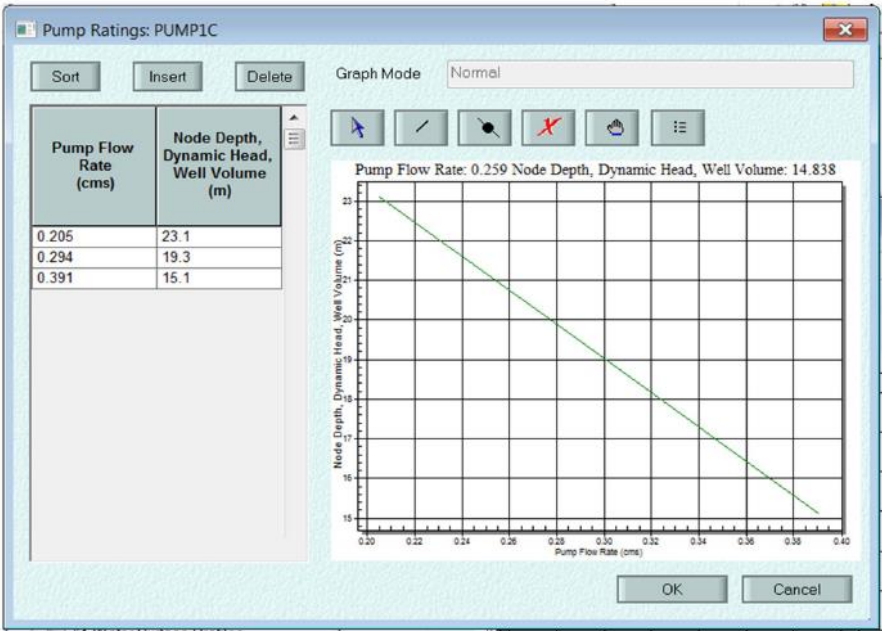 Pump Ratings: PUMP1C
Sort
Insert
Delete
Graph Mode
Normal
Pump Flow
Rate
(cms)
Node Depth,
Dynamic Head,
Well Volume
(m)
0.205 23.1
0.294 19.3
0.391 15.1
Pump Flow Rate: 0.259 Node Depth, Dynamic Head, Well Volume: 14.838
Node Depth, Dynamic Head, Well Volume (m)
23
22
21
20
19
18
17
16
15
0.20 0.22 0.24 0.26 0.28 0.30 0.32 0.34 0.36 0.38 0.40
Pump Flow Rate (cms)
OK
Cancel